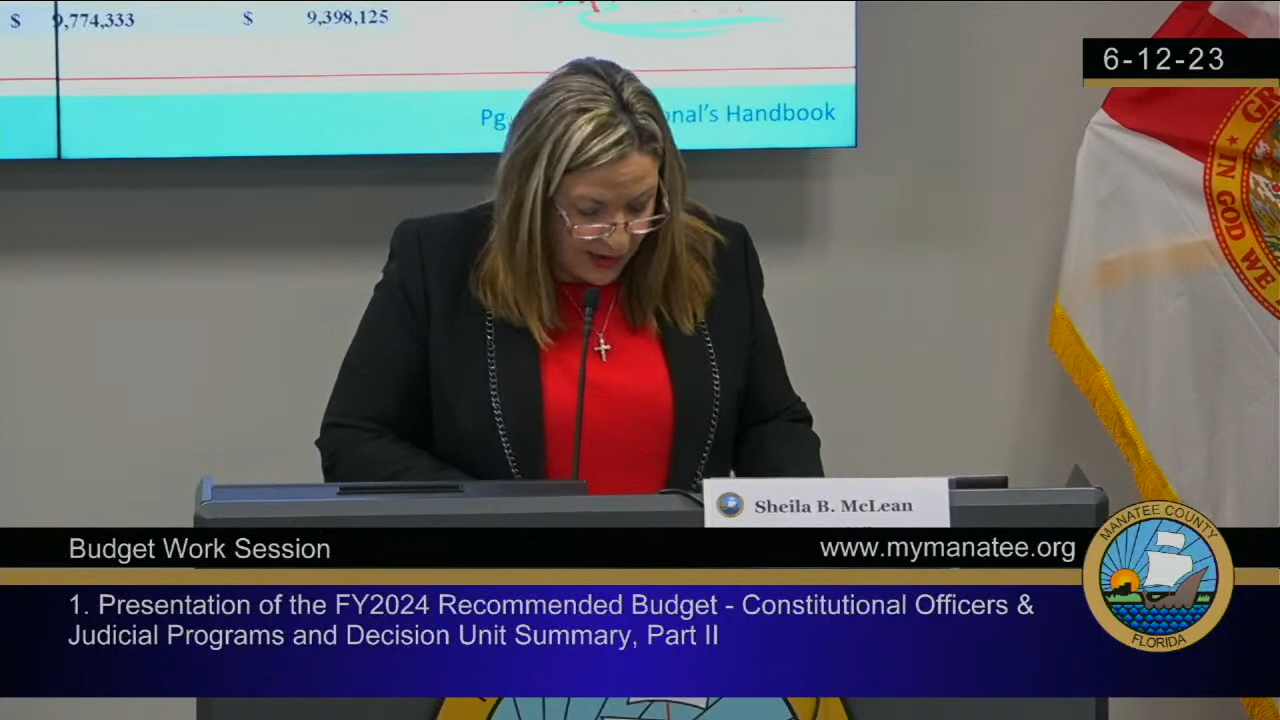 $ 9,774,333 $ 9,398,125
6-12-23
Pg. onal's Handbook
IN GOD WE
Sheila B. McLean
Budget Work Session
www.mymanatee.org
1. Presentation of the FY2024 Recommended Budget - Constitutional Officers &
Judicial Programs and Decision Unit Summary, Part II
MANATEE COUNTY
FLORIDA